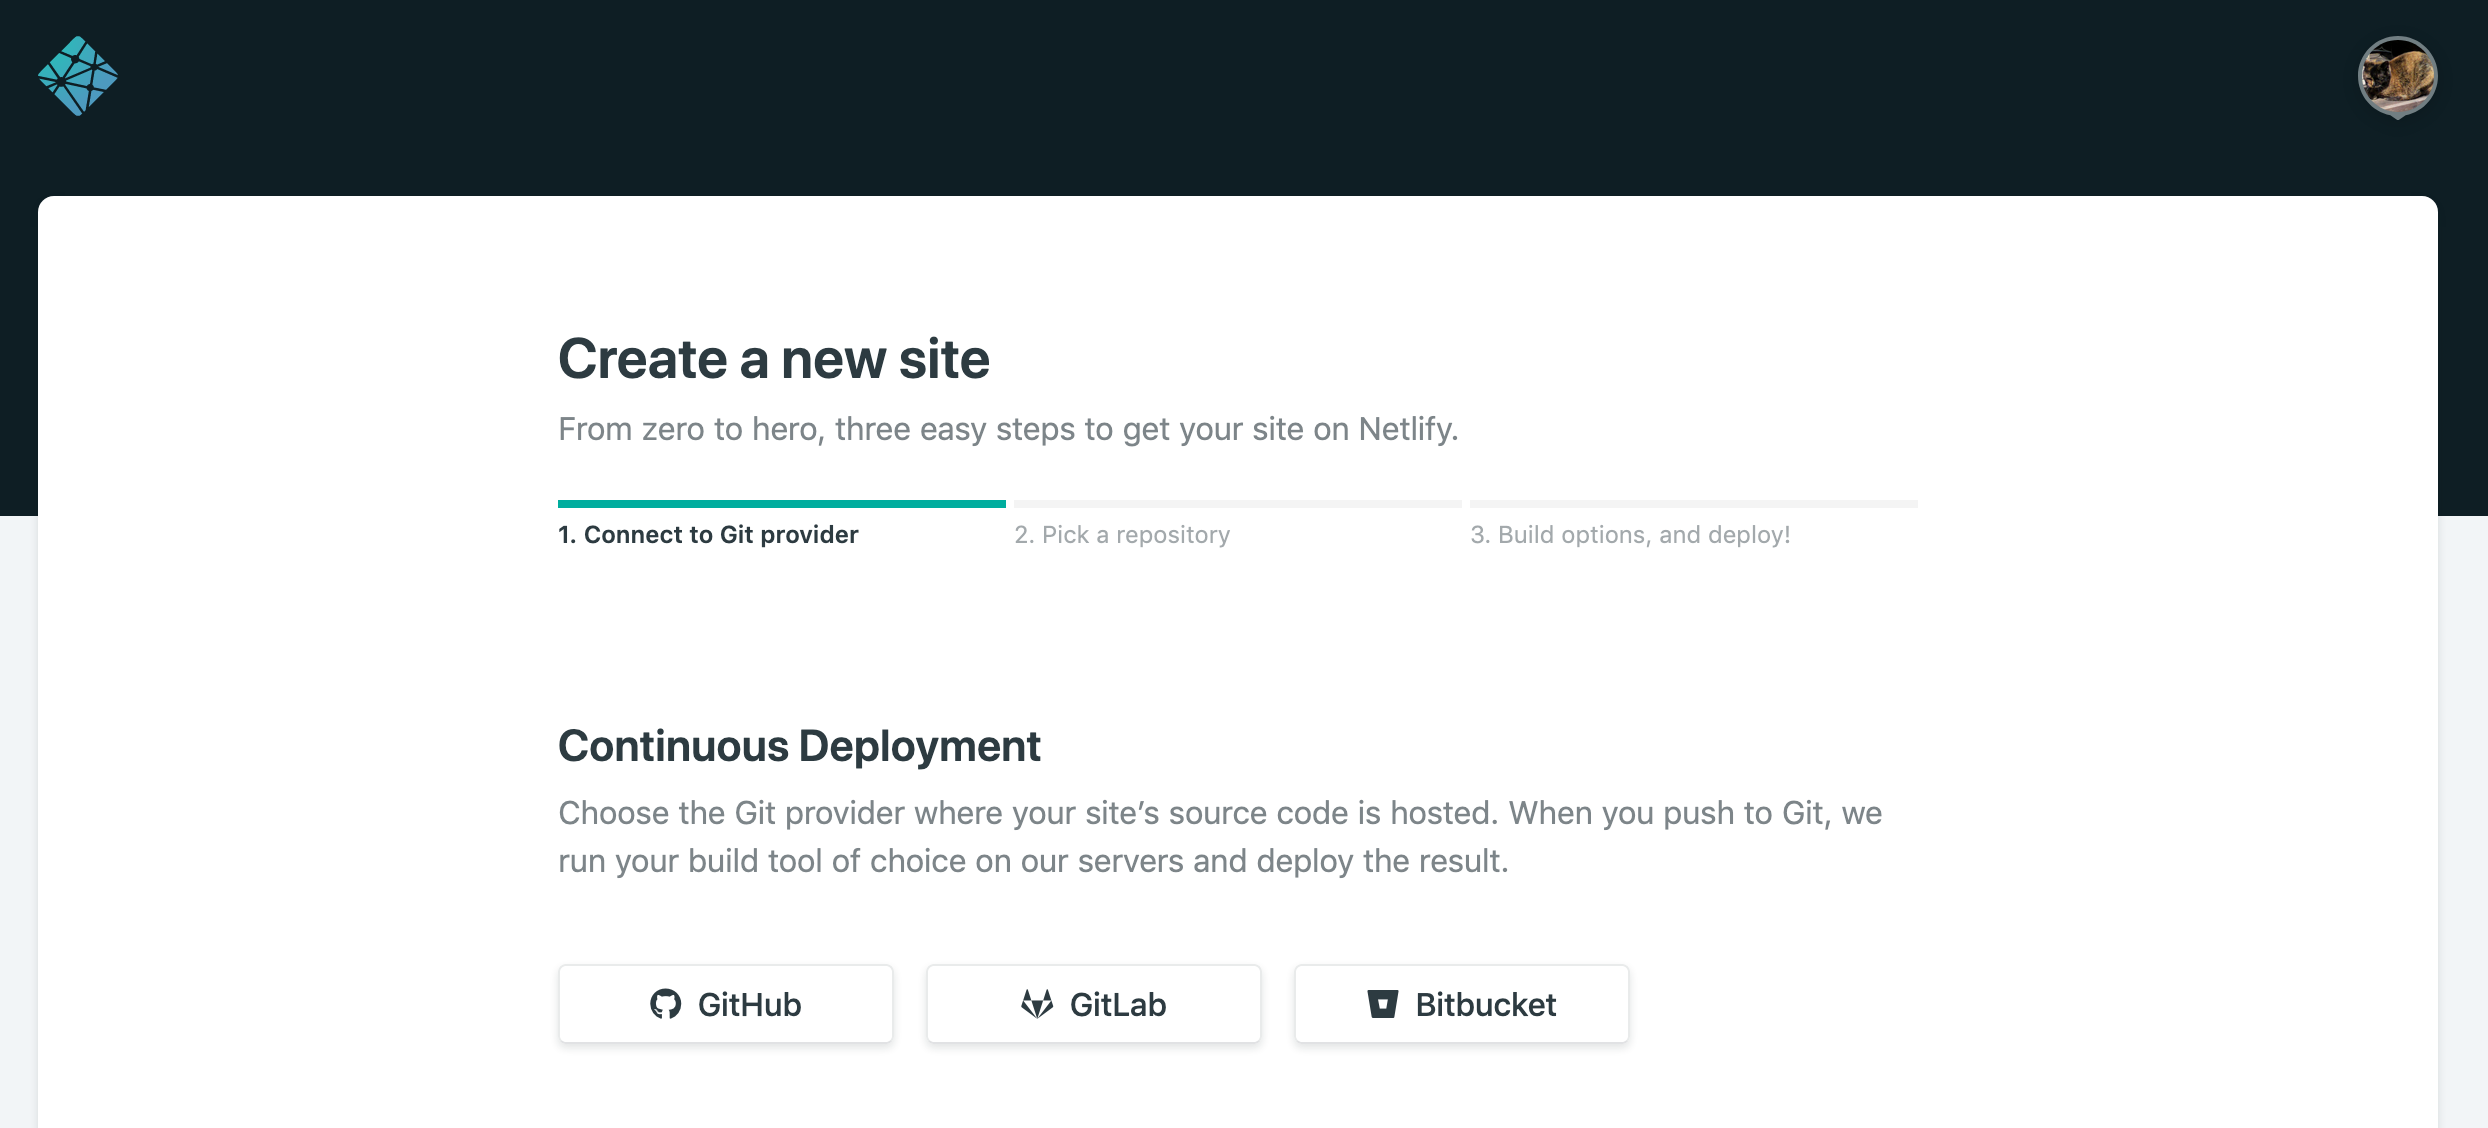 Create a new site
From zero to hero, three easy steps to get your site on Netlify.
1. Connect to Git provider
2. Pick a repository
3. Build options, and deploy!
Continuous Deployment
Choose the Git provider where your site’s source code is hosted. When you push to Git, we
run your build tool of choice on our servers and deploy the result.
GitHub
GitLab
Bitbucket